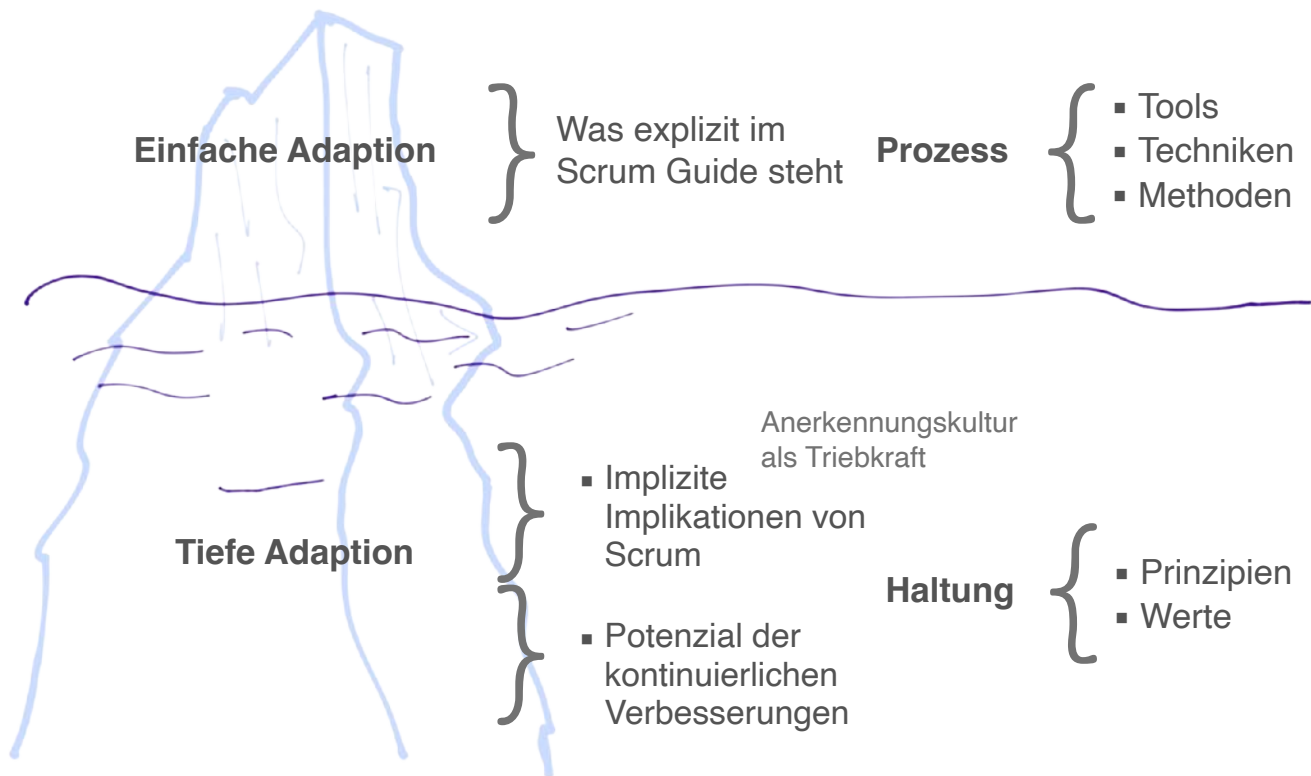 Einfache Adaption
Was explizit im
Scrum Guide steht
Prozess
▪ Tools
▪ Techniken
▪ Methoden
Anerkennungskultur
als Triebkraft
Tiefe Adaption
▪ Implizite
Implikationen von
Scrum
▪ Potenzial der
kontinuierlichen
Verbesserungen
Haltung
▪ Prinzipien
▪ Werte